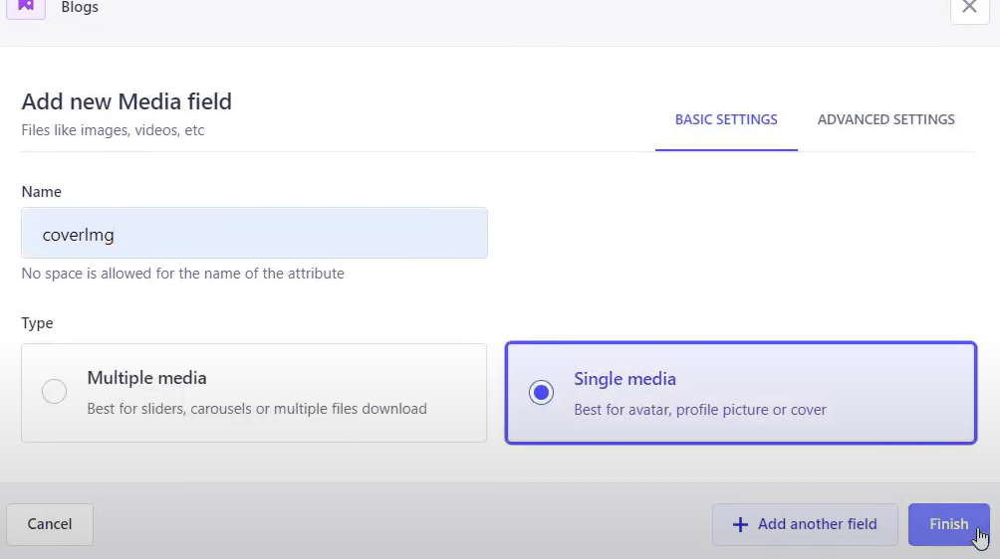 Blogs
Add new Media field
Files like images, videos, etc
BASIC SETTINGS
ADVANCED SETTINGS
Name
coverImg
No space is allowed for the name of the attribute
Type
Multiple media
Best for sliders, carousels or multiple files download
Single media
Best for avatar, profile picture or cover
Cancel
+ Add another field
Finish